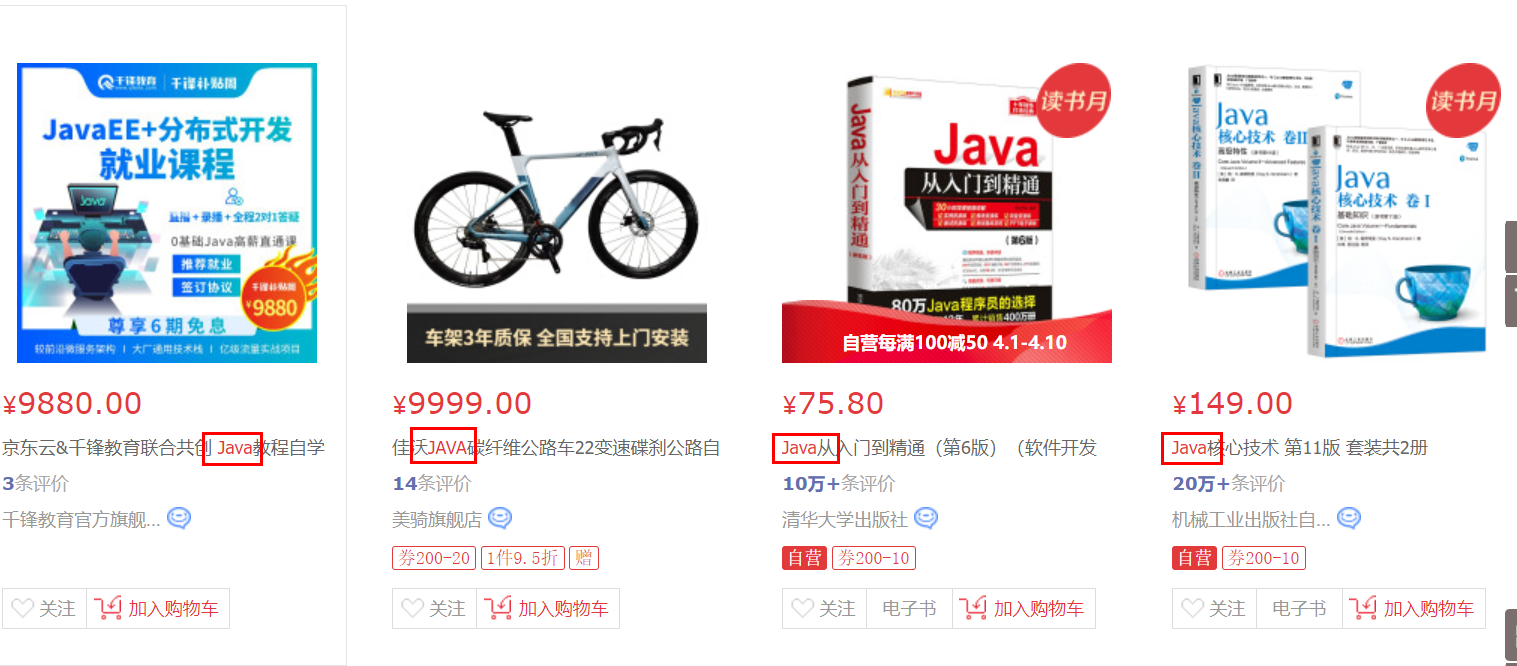 千锋教育 千锋补贴周
JavaEE+分布式开发
就业课程
Java
直播+录播+全程2对1答疑
0基础Java高薪直通课
推荐就业
签订协议
千锋补贴周
¥9880
尊享6期免息
较前沿微服务架构 | 大厂通用技术栈 | 亿级流量实战项目
¥9880.00
京东云&千锋教育联合共创 Java教程自学
3条评价
千锋教育官方旗舰...
关注
加入购物车
车架3年质保 全国支持上门安装
¥9999.00
佳沃JAVA碳纤维公路车22变速碟刹公路自
14条评价
美骑旗舰店
券200-20 1件9.5折 赠
关注
加入购物车
读书月
Java从入门到精通
Java
从入门到精通
(第6版)
80万Java程序员的选择
自营每满100减50 4.1-4.10
¥75.80
Java从入门到精通（第6版）（软件开发
10万+条评价
清华大学出版社
自营 券200-10
关注
电子书
加入购物车
读书月
Java
核心技术 卷II
高级特性
Java
核心技术 卷I
基础知识
Core Java Volume I—Fundamentals
¥149.00
Java核心技术 第11版 套装共2册
20万+条评价
机械工业出版社自...
自营 券200-10
关注
电子书
加入购物车